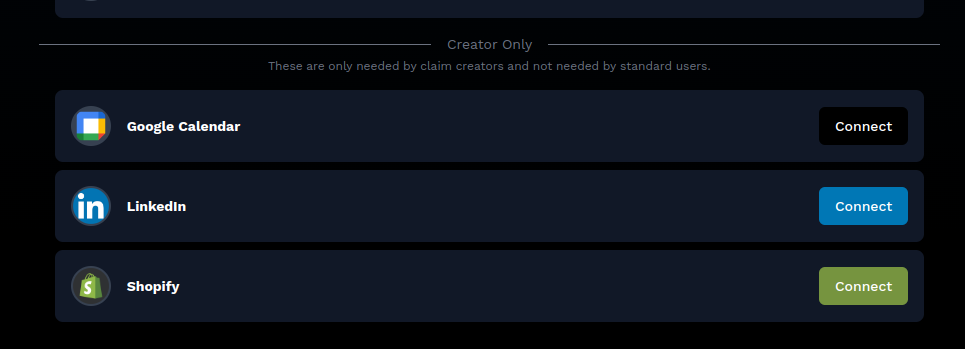 Creator Only
These are only needed by claim creators and not needed by standard users.
Google Calendar
Connect
in
LinkedIn
Connect
S
Shopify
Connect